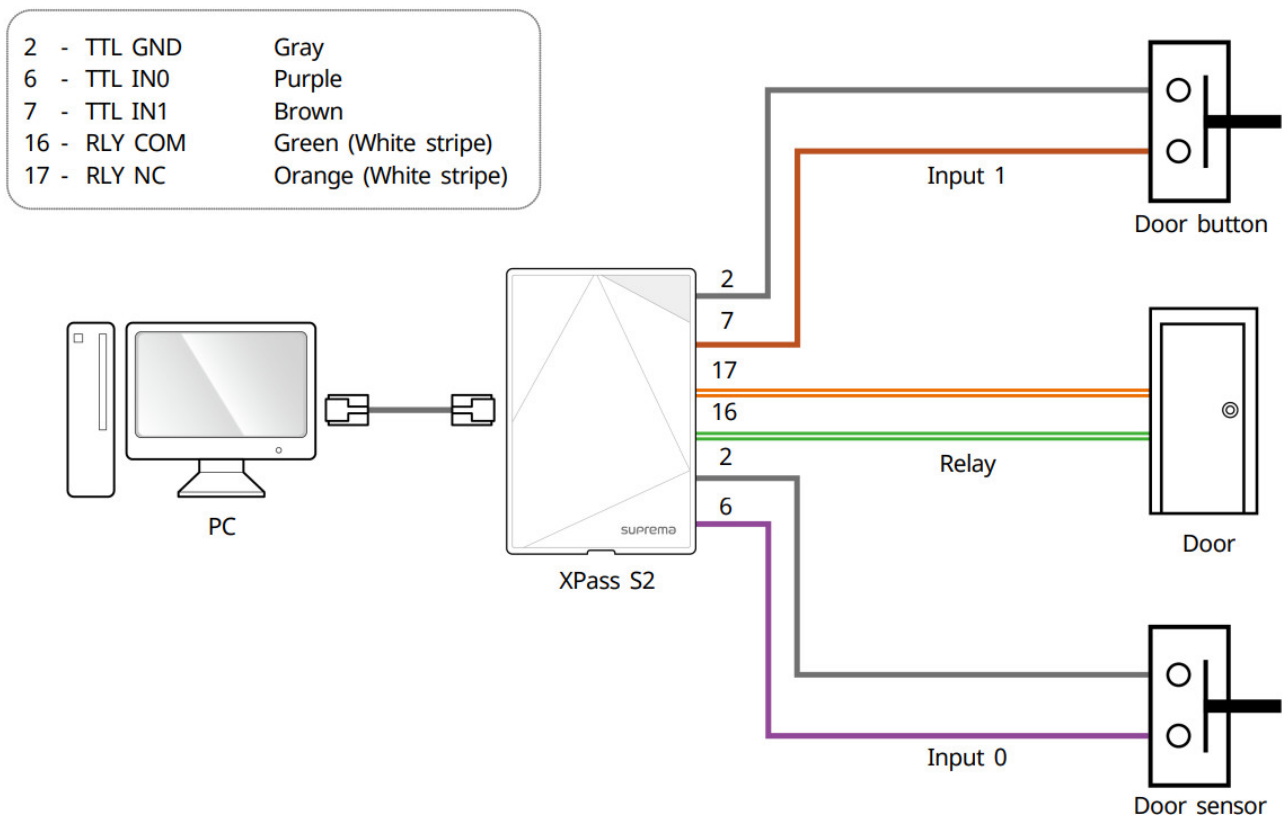 2 - TTL GND Gray
6 - TTL IN0 Purple
7 - TTL IN1 Brown
16 - RLY COM Green (White stripe)
17 - RLY NC Orange (White stripe)
Input 1
Door button
2
7
17
16
Relay
2
6
suprema
PC
XPass S2
Door
Input 0
Door sensor